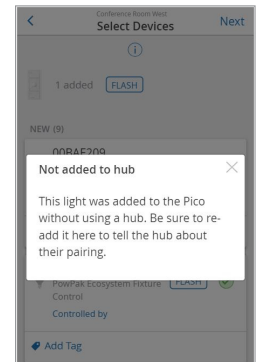 Conference Room West
Select Devices
Next
1 added
FLASH
NEW (9)
00BAF209
Not added to hub
This light was added to the Pico
without using a hub. Be sure to re-
add it here to tell the hub about
their pairing.
PowPak Ecosystem Fixture
Control
FLASH
Controlled by
Add Tag